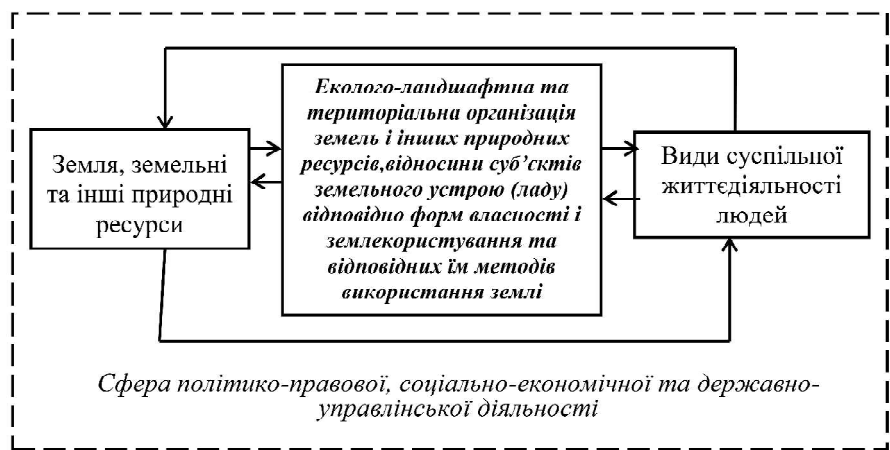 Земля, земельні
та інші природні
ресурси
Еколого-ландшафтна та
територіальна організація
земель і інших природних
ресурсів,відносини суб’єктів
земельного устрою (ладу)
відповідно форм власності і
землекористування та
відповідних їм методів
використання землі
Види суспільної
життєдіяльності
людей
Сфера політико-правової, соціально-економічної та державно-
управлінської діяльності